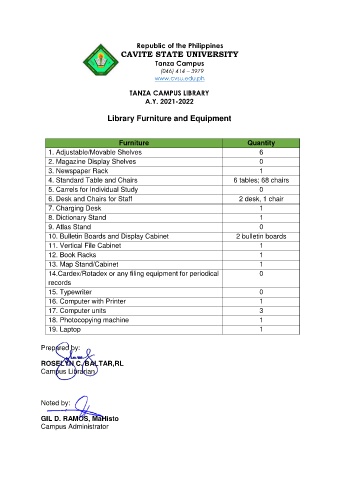 Republic of the Philippines
CAVITE STATE UNIVERSITY
Tanza Campus
(046) 414 – 3979
www.cvsu.edu.ph
TANZA CAMPUS LIBRARY
A.Y. 2021-2022
Library Furniture and Equipment
Furniture Quantity
1. Adjustable/Movable Shelves 6
2. Magazine Display Shelves 0
3. Newspaper Rack 1
4. Standard Table and Chairs 6 tables; 68 chairs
5. Carrels for Individual Study 0
6. Desk and Chairs for Staff 2 desk, 1 chair
7. Charging Desk 1
8. Dictionary Stand 1
9. Atlas Stand 0
10. Bulletin Boards and Display Cabinet 2 bulletin boards
11. Vertical File Cabinet 1
12. Book Racks 1
13. Map Stand/Cabinet 1
14.Cardex/Rotadex or any filing equipment for periodical 0
records
15. Typewriter 0
16. Computer with Printer 1
17. Computer units 3
18. Photocopying machine 1
19. Laptop 1
Prepared by:
ROSELYN C. BALTAR,RL
Campus Librarian
Noted by:
GIL D. RAMOS, MaHisto
Campus Administrator